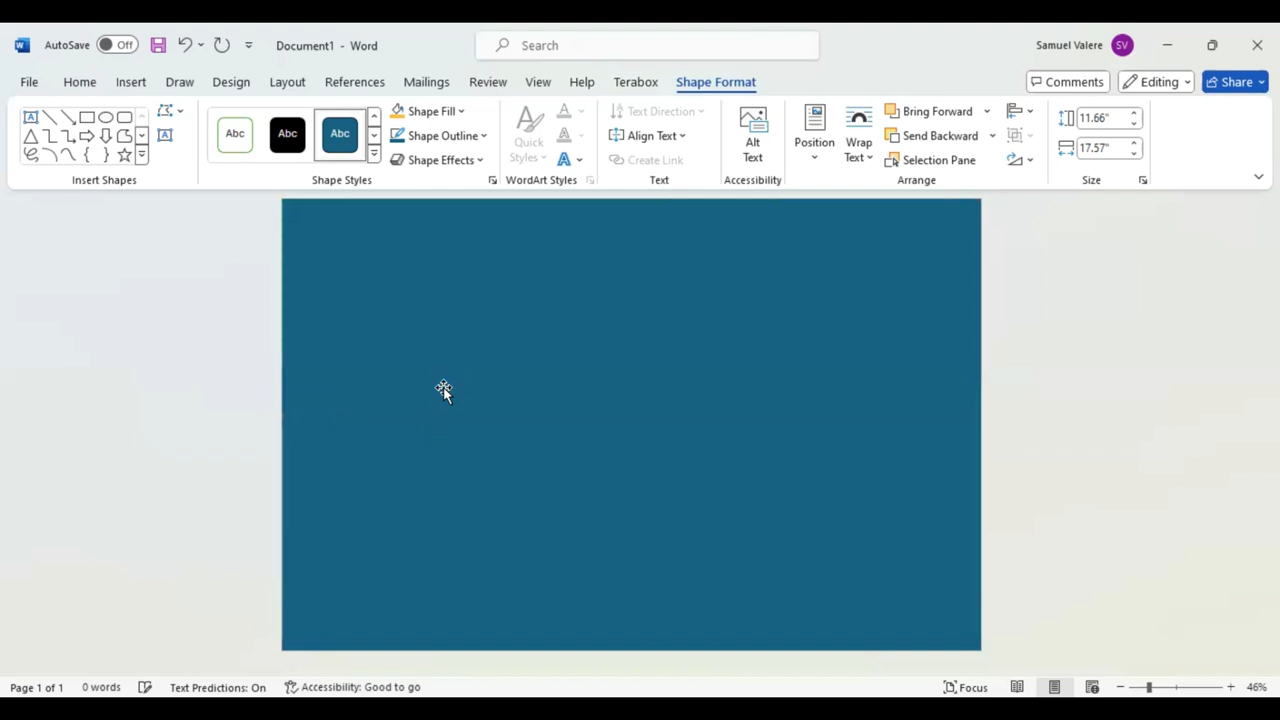 AutoSave Off Document1 - Word Search Samuel Valere SV
File Home Insert Draw Design Layout References Mailings Review View Help Terabox Shape Format Comments Editing Share
Abc Abc Abc
Shape Fill
Shape Outline
Shape Effects
Quick
Styles
Text Direction
Align Text
Create Link
Alt
Text
Position
Wrap
Text
Bring Forward
Send Backward
Selection Pane
11.66"
17.57"
Insert Shapes Shape Styles WordArt Styles Text Accessibility Arrange Size
Page 1 of 1 0 words Text Predictions: On Accessibility: Good to go Focus 46%